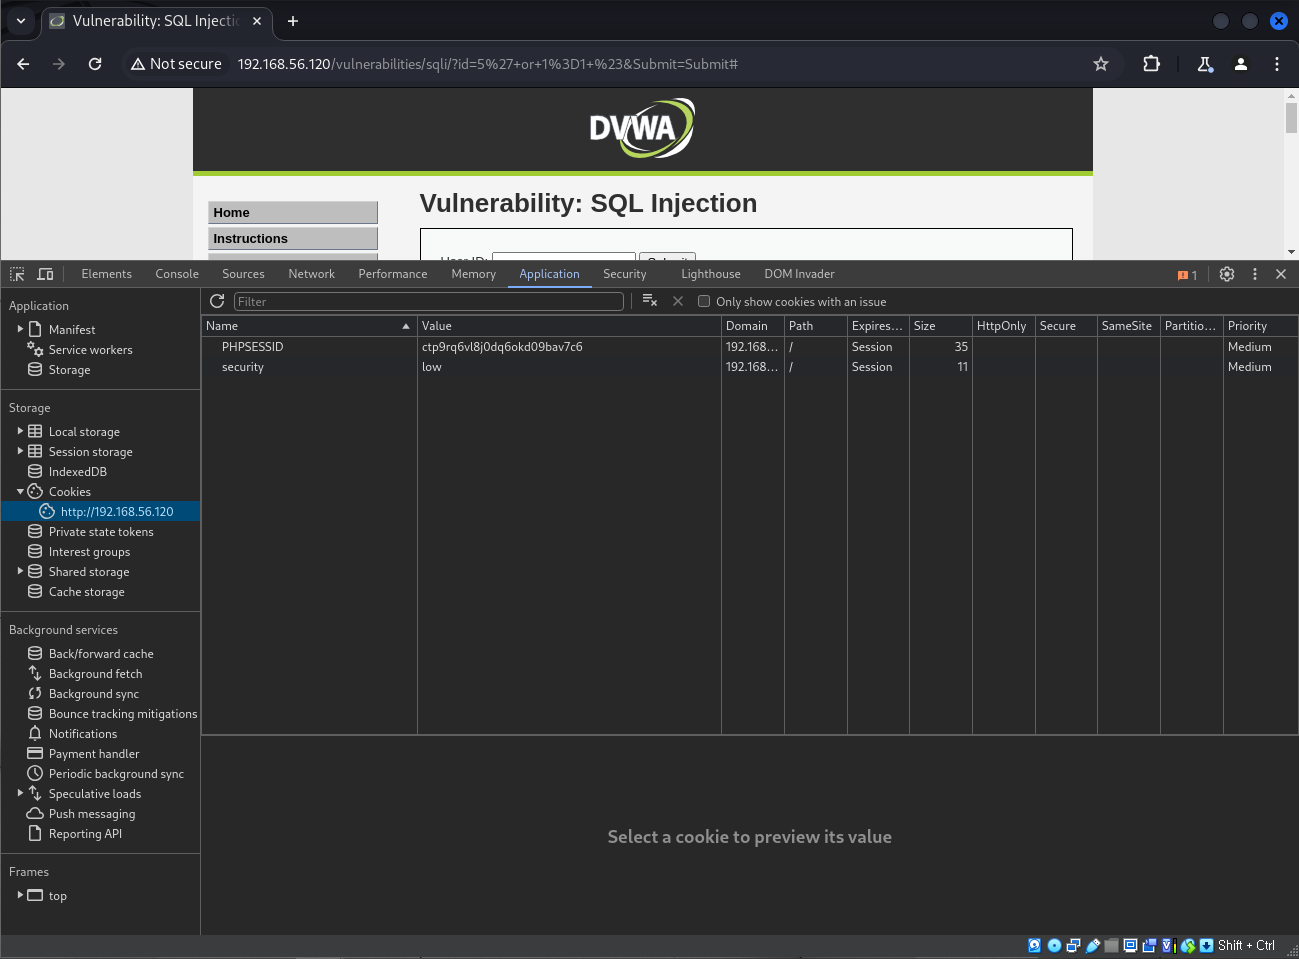 Vulnerability: SQL Injectic
Not secure 192.168.56.120/vulnerabilities/sqli/?id=5%27+or+1%3D1+%23&Submit=Submit#
DVWA
Vulnerability: SQL Injection
Home
Instructions
User ID: Submit
Elements Console Sources Network Performance Memory Application Security Lighthouse DOM Invader 1
Application
Manifest
Service workers
Storage
Storage
Local storage
Session storage
IndexedDB
Cookies
http://192.168.56.120
Private state tokens
Interest groups
Shared storage
Cache storage
Background services
Back/forward cache
Background fetch
Background sync
Bounce tracking mitigations
Notifications
Payment handler
Periodic background sync
Speculative loads
Push messaging
Reporting API
Frames
top
Filter Only show cookies with an issue
Name Value Domain Path Expires... Size HttpOnly Secure SameSite Partitio... Priority
PHPSESSID ctp9rq6vl8j0dq6okd09bav7c6 192.168... / Session 35 Medium
security low 192.168... / Session 11 Medium
Select a cookie to preview its value
Shift + Ctrl